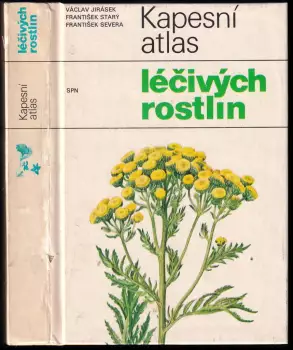 VÁCLAV JIRÁSEK
FRANTIŠEK STARÝ
FRANTIŠEK SEVERA
Kapesní
atlas
léčivých
rostlin
SPN
Kapesní
atlas
léčivých
rostlin